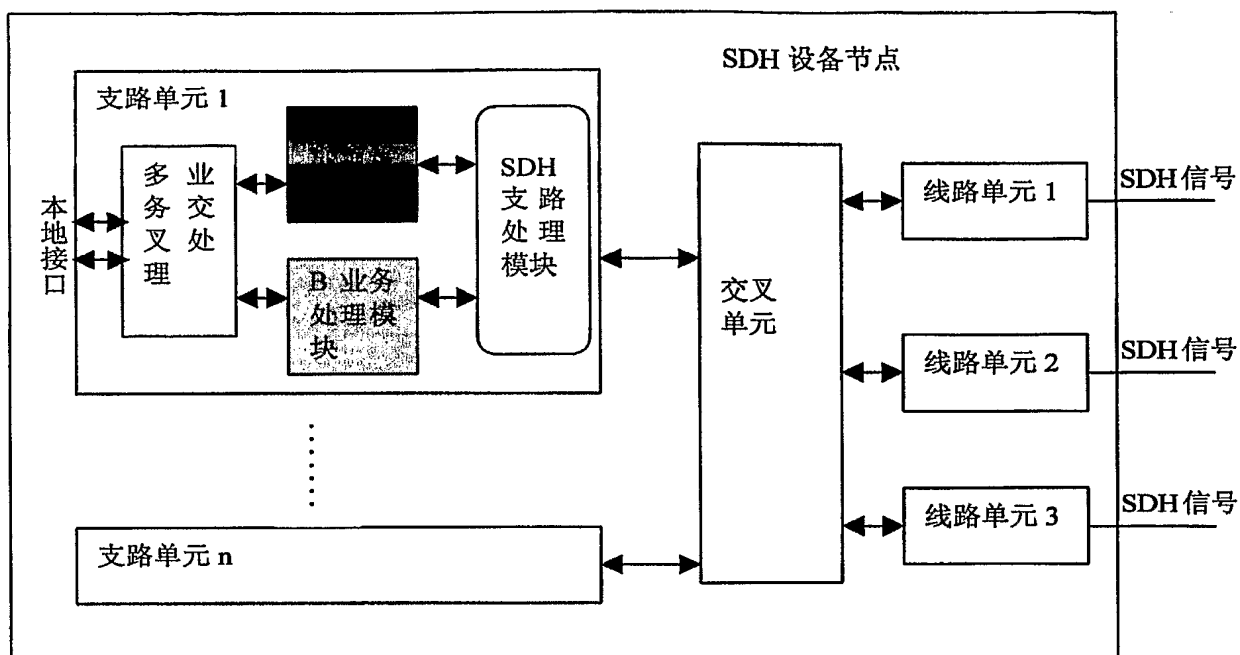 SDH 设备节点
支路单元 1
本地接口
多 业
务 交
叉 处
理
B 业务
处理模
块
SDH
支 路
处 理
模块
交叉
单元
线路单元 1
SDH信号
线路单元 2
SDH信号
线路单元 3
SDH信号
支路单元 n